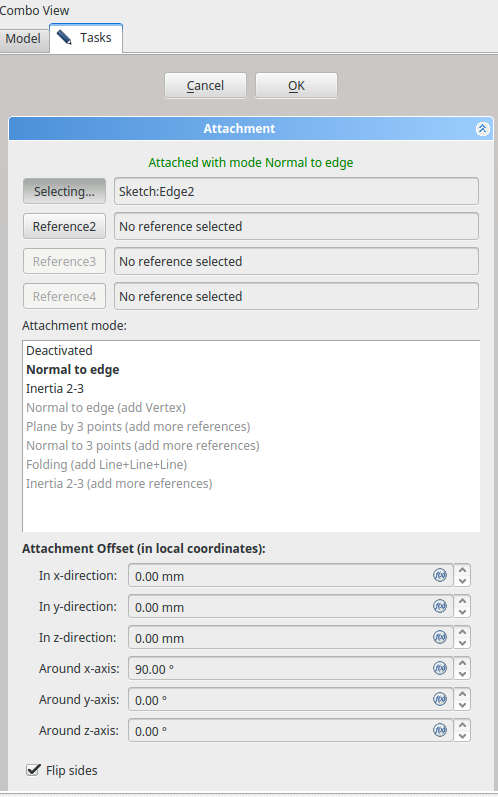 Combo View
Model Tasks
Cancel OK
Attachment
Attached with mode Normal to edge
Selecting... Sketch:Edge2
Reference2 No reference selected
Reference3 No reference selected
Reference4 No reference selected
Attachment mode:
Deactivated
Normal to edge
Inertia 2-3
Normal to edge (add Vertex)
Plane by 3 points (add more references)
Normal to 3 points (add more references)
Folding (add Line+Line+Line)
Inertia 2-3 (add more references)
Attachment Offset (in local coordinates):
In x-direction: 0.00 mm f(x)
In y-direction: 0.00 mm f(x)
In z-direction: 0.00 mm f(x)
Around x-axis: 90.00 ° f(x)
Around y-axis: 0.00 ° f(x)
Around z-axis: 0.00 ° f(x)
Flip sides